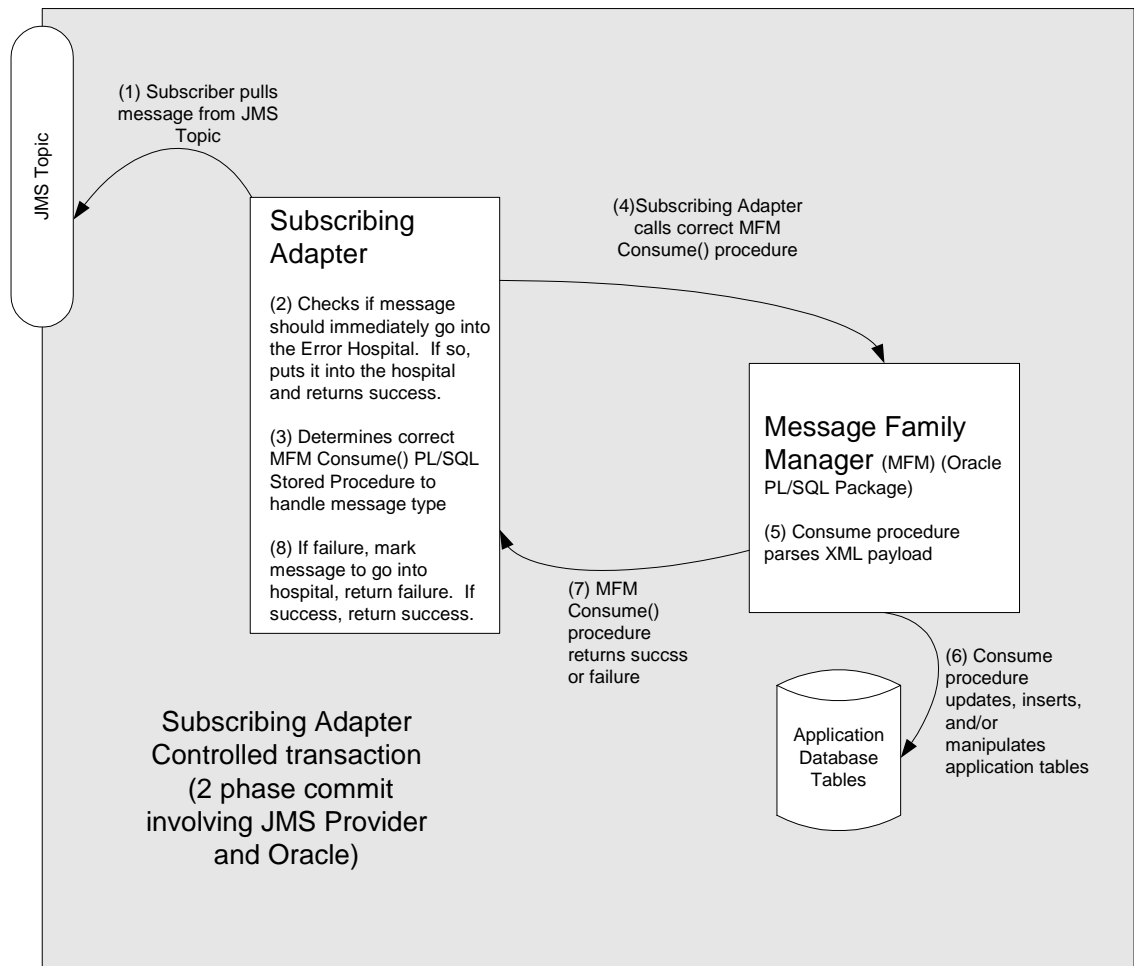 JMS Topic
(1) Subscriber pulls
message from JMS
Topic
Subscribing
Adapter
(2) Checks if message
should immediately go into
the Error Hospital.  If so,
puts it into the hospital
and returns success.
(3) Determines correct
MFM Consume() PL/SQL
Stored Procedure to
handle message type
(8) If failure, mark
message to go into
hospital, return failure.  If
success, return success.
(4)Subscribing Adapter
calls correct MFM
Consume() procedure
Message Family
Manager (MFM) (Oracle
PL/SQL Package)
(5) Consume procedure
parses XML payload
(7) MFM
Consume()
procedure
returns succss
or failure
(6) Consume
procedure
updates, inserts,
and/or
manipulates
application tables
Application
Database
Tables
Subscribing Adapter
Controlled transaction
(2 phase commit
involving JMS Provider
and Oracle)